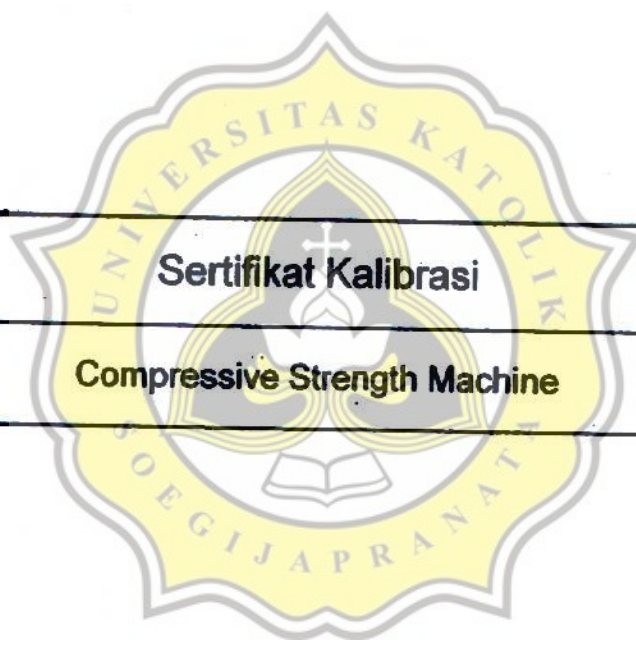 UNIVERSITAS KATOLIK
Sertifikat Kalibrasi
Compressive Strength Machine
SOEGIJAPRANATA